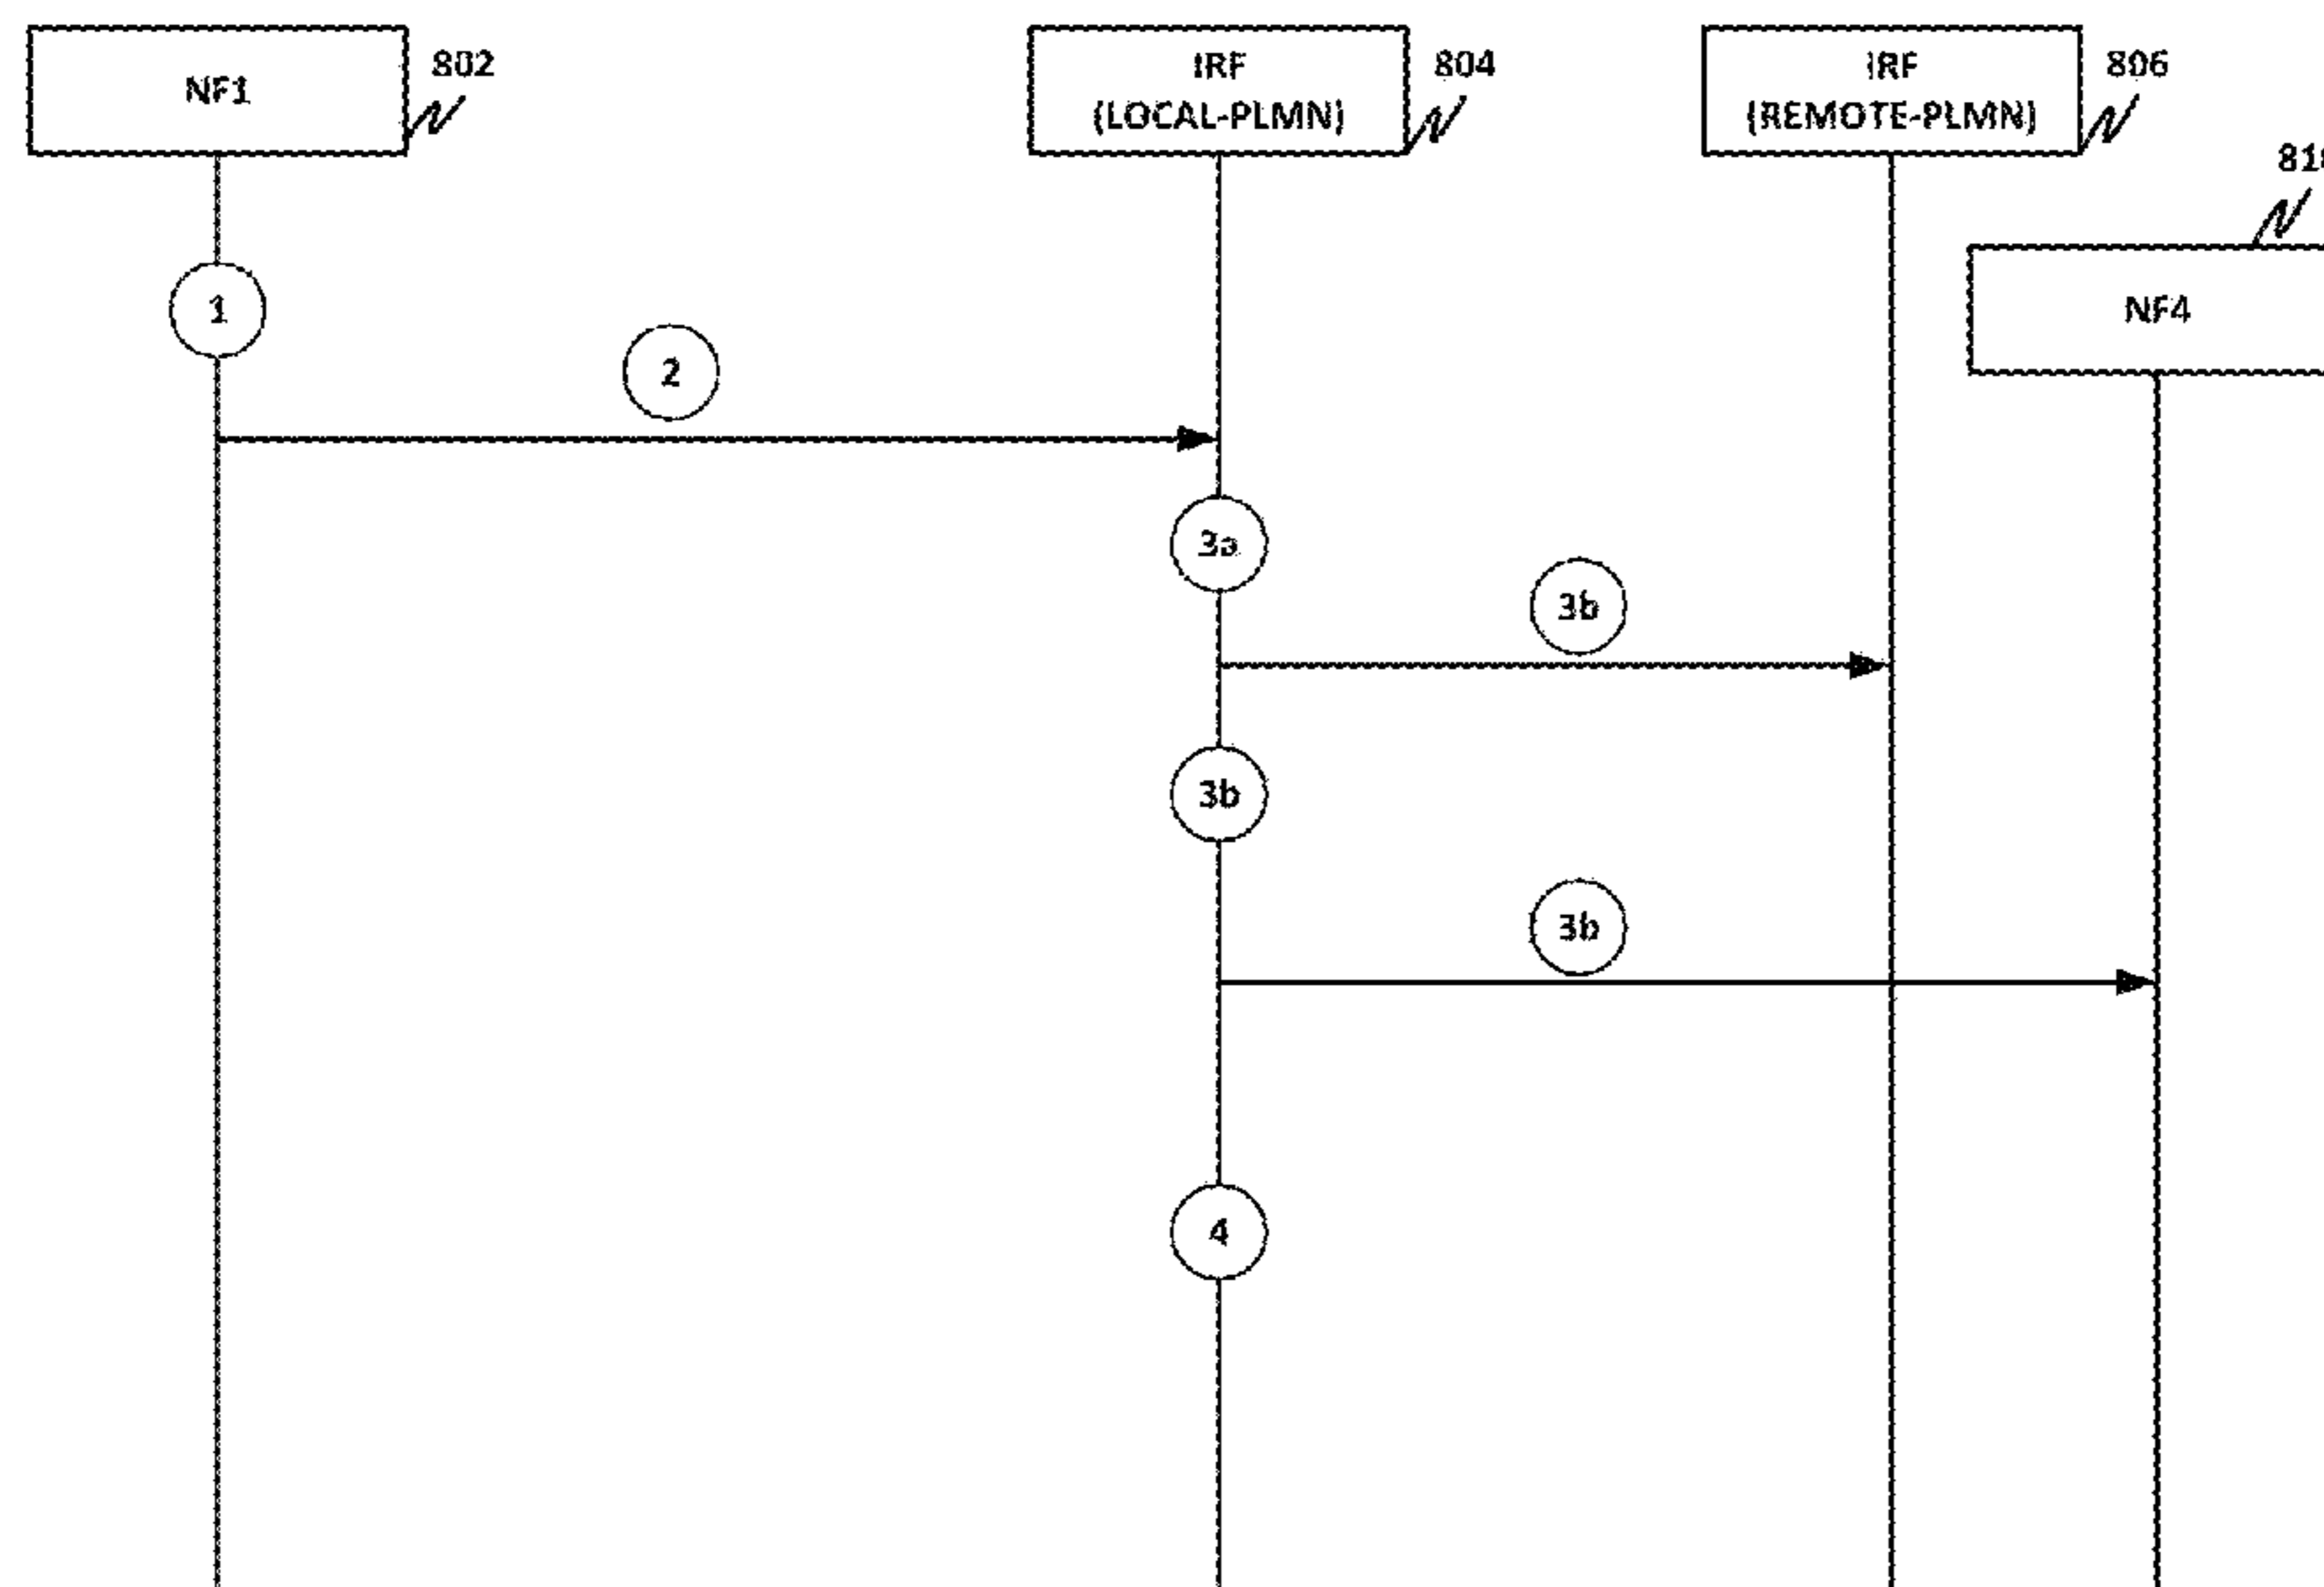 NF1
802
IRF
(LOCAL-PLMN)
804
IRF
(REMOTE-PLMN)
806
NF4
1
2
3a
3b
3b
3b
4